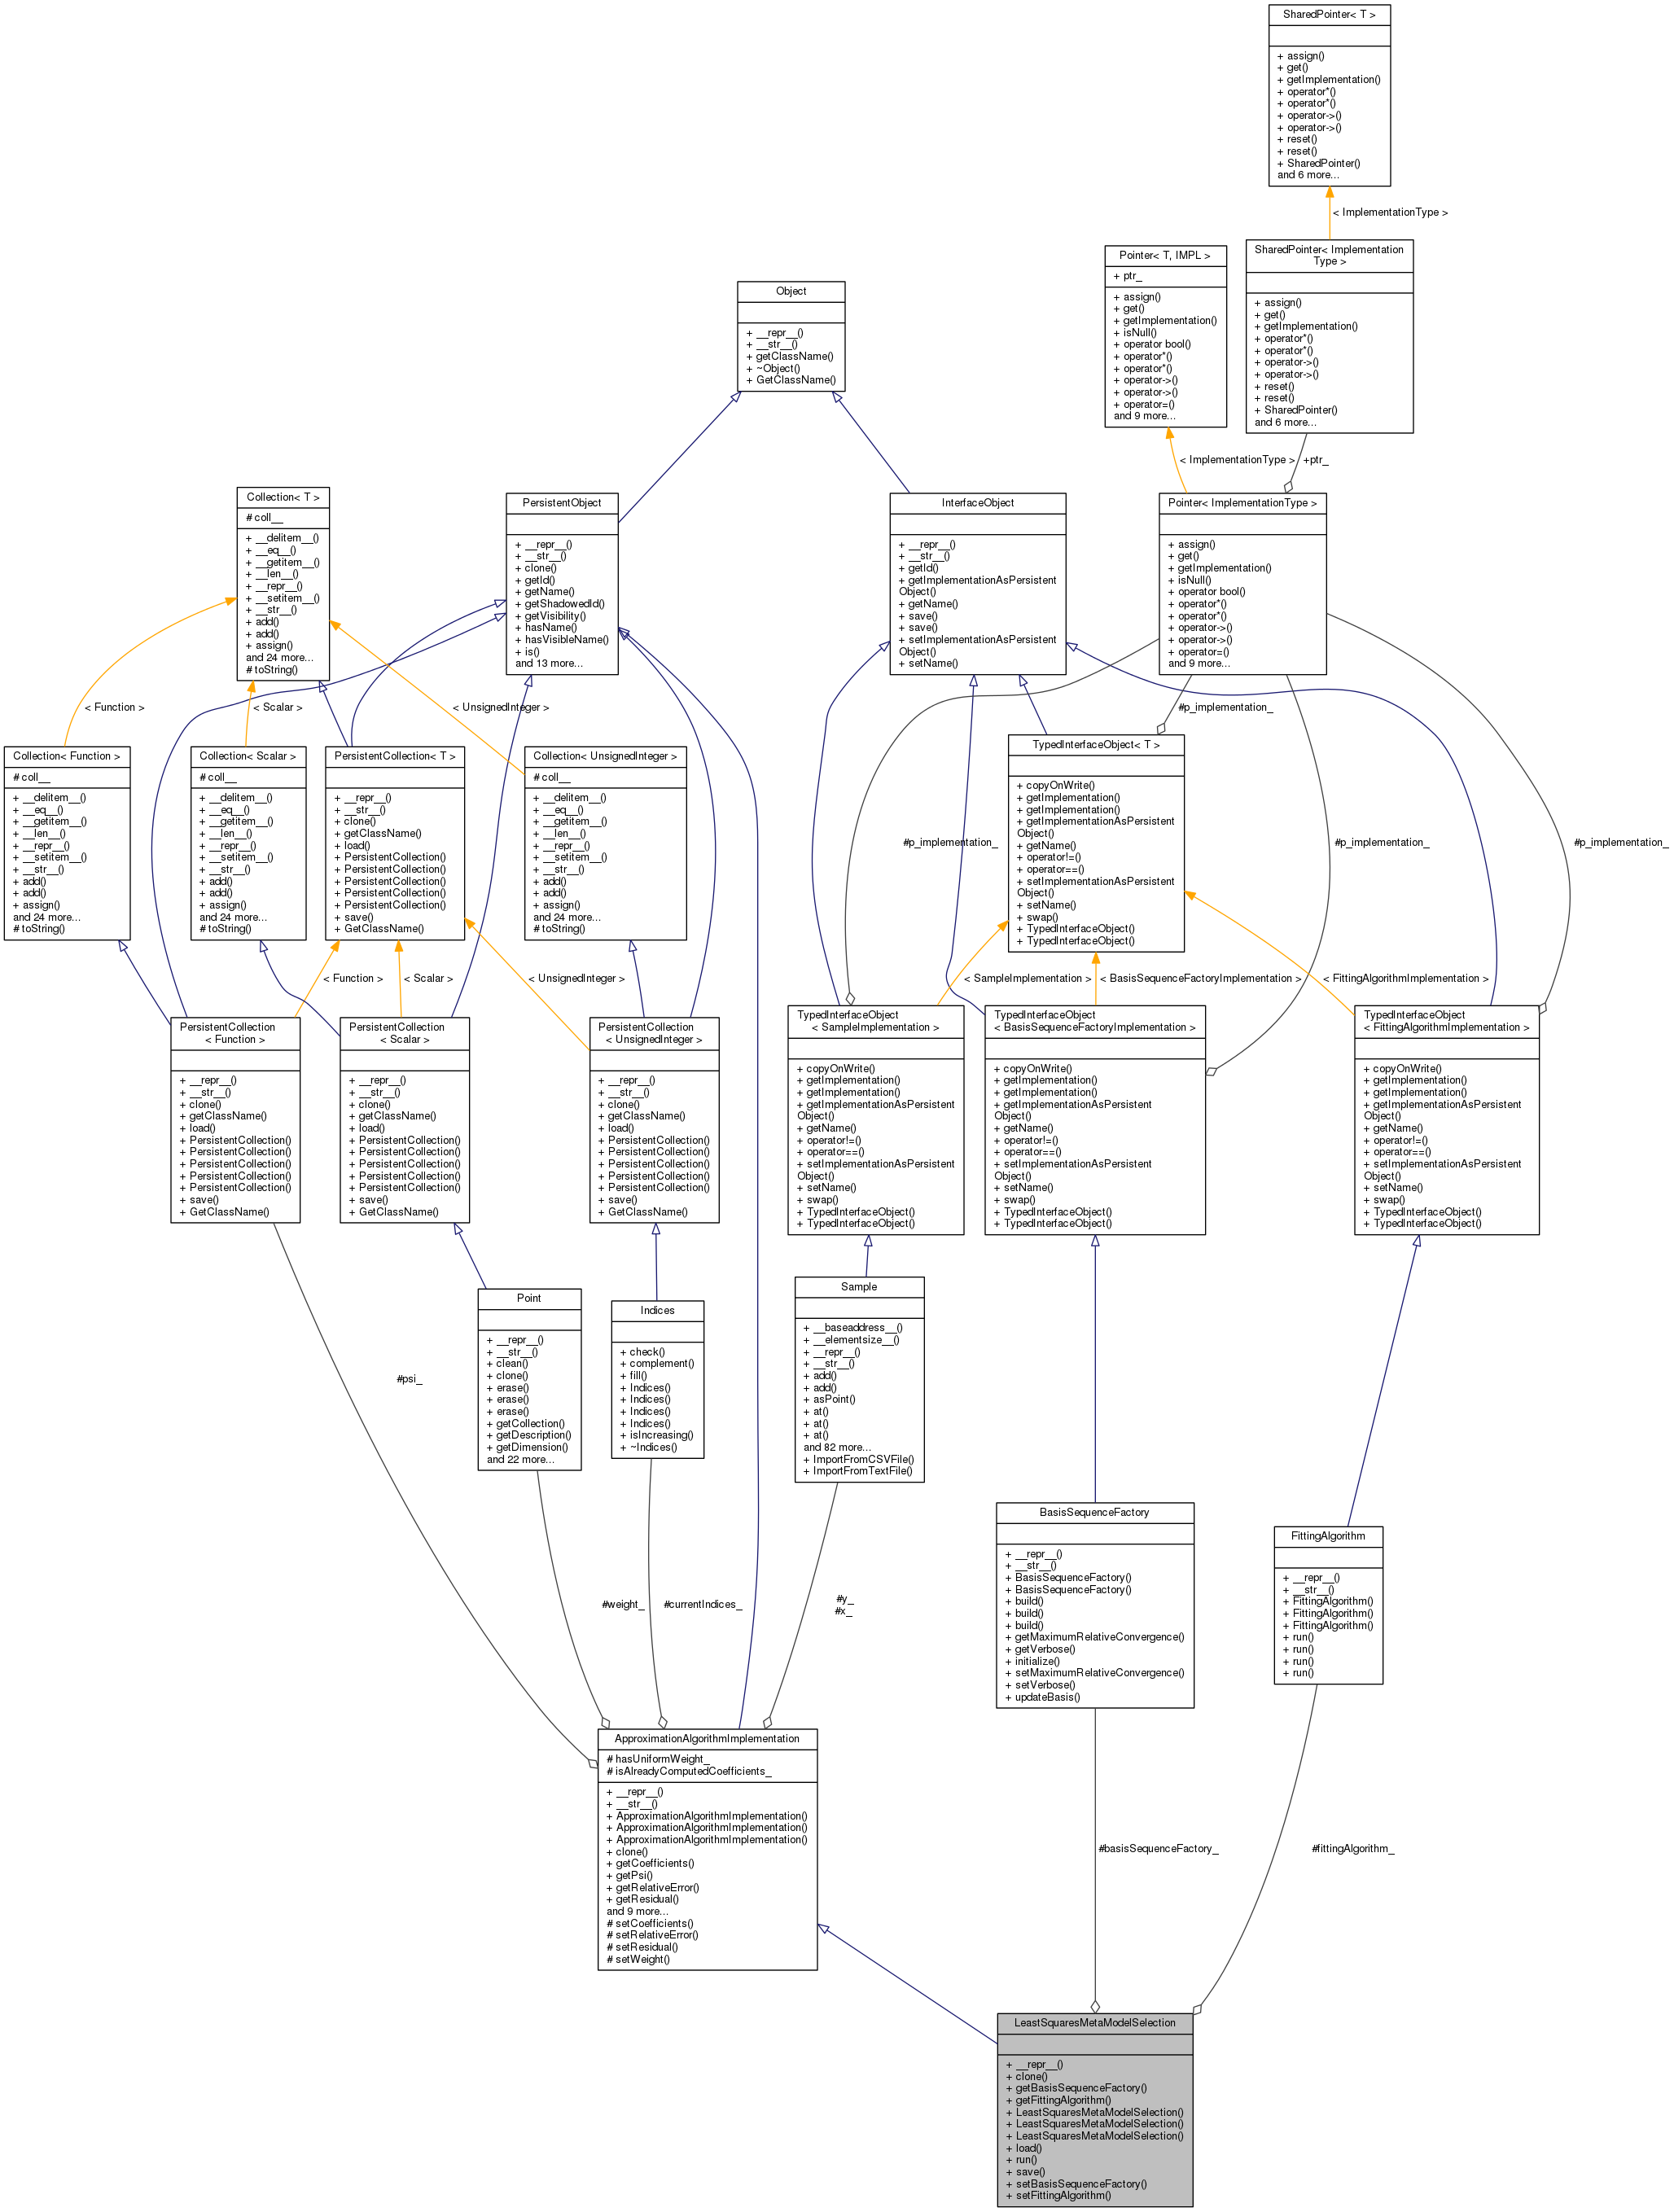 SharedPointer< T >
+ assign()
+ get()
+ getImplementation()
+ operator*()
+ operator*()
+ operator->()
+ operator->()
+ reset()
+ reset()
+ SharedPointer()
and 6 more...
< ImplementationType >
Pointer< T, IMPL >
+ ptr_
+ assign()
+ get()
+ getImplementation()
+ isNull()
+ operator bool()
+ operator*()
+ operator*()
+ operator->()
+ operator->()
+ operator=()
and 9 more...
SharedPointer< Implementation
Type >
+ assign()
+ get()
+ getImplementation()
+ operator*()
+ operator*()
+ operator->()
+ operator->()
+ reset()
+ reset()
+ SharedPointer()
and 6 more...
Object
+ __repr__()
+ __str__()
+ getClassName()
+ ~Object()
+ GetClassName()
< ImplementationType >
+ptr_
Collection< T >
# coll__
+ __delitem__()
+ __eq__()
+ __getitem__()
+ __len__()
+ __repr__()
+ __setitem__()
+ __str__()
+ add()
+ add()
+ assign()
and 24 more...
# toString()
PersistentObject
+ __repr__()
+ __str__()
+ clone()
+ getId()
+ getName()
+ getShadowedId()
+ getVisibility()
+ hasName()
+ hasVisibleName()
+ is()
and 13 more...
InterfaceObject
+ __repr__()
+ __str__()
+ getId()
+ getImplementationAsPersistent
Object()
+ getName()
+ save()
+ save()
+ setImplementationAsPersistent
Object()
+ setName()
Pointer< ImplementationType >
+ assign()
+ get()
+ getImplementation()
+ isNull()
+ operator bool()
+ operator*()
+ operator*()
+ operator->()
+ operator->()
+ operator=()
and 9 more...
< Function >
< Scalar >
< UnsignedInteger >
#p_implementation_
Collection< Function >
# coll__
+ __delitem__()
+ __eq__()
+ __getitem__()
+ __len__()
+ __repr__()
+ __setitem__()
+ __str__()
+ add()
+ add()
+ assign()
and 24 more...
# toString()
Collection< Scalar >
# coll__
+ __delitem__()
+ __eq__()
+ __getitem__()
+ __len__()
+ __repr__()
+ __setitem__()
+ __str__()
+ add()
+ add()
+ assign()
and 24 more...
# toString()
PersistentCollection< T >
+ __repr__()
+ __str__()
+ clone()
+ getClassName()
+ load()
+ PersistentCollection()
+ PersistentCollection()
+ PersistentCollection()
+ PersistentCollection()
+ PersistentCollection()
+ save()
+ GetClassName()
Collection< UnsignedInteger >
# coll__
+ __delitem__()
+ __eq__()
+ __getitem__()
+ __len__()
+ __repr__()
+ __setitem__()
+ __str__()
+ add()
+ add()
+ assign()
and 24 more...
# toString()
TypedInterfaceObject< T >
+ copyOnWrite()
+ getImplementation()
+ getImplementation()
+ getImplementationAsPersistent
Object()
+ getName()
+ operator!=()
+ operator==()
+ setImplementationAsPersistent
Object()
+ setName()
+ swap()
+ TypedInterfaceObject()
+ TypedInterfaceObject()
#p_implementation_
#p_implementation_
#p_implementation_
< Function >
< Scalar >
< UnsignedInteger >
< SampleImplementation >
< BasisSequenceFactoryImplementation >
< FittingAlgorithmImplementation >
PersistentCollection
< Function >
+ __repr__()
+ __str__()
+ clone()
+ getClassName()
+ load()
+ PersistentCollection()
+ PersistentCollection()
+ PersistentCollection()
+ PersistentCollection()
+ PersistentCollection()
+ save()
+ GetClassName()
PersistentCollection
< Scalar >
+ __repr__()
+ __str__()
+ clone()
+ getClassName()
+ load()
+ PersistentCollection()
+ PersistentCollection()
+ PersistentCollection()
+ PersistentCollection()
+ PersistentCollection()
+ save()
+ GetClassName()
PersistentCollection
< UnsignedInteger >
+ __repr__()
+ __str__()
+ clone()
+ getClassName()
+ load()
+ PersistentCollection()
+ PersistentCollection()
+ PersistentCollection()
+ PersistentCollection()
+ PersistentCollection()
+ save()
+ GetClassName()
TypedInterfaceObject
< SampleImplementation >
+ copyOnWrite()
+ getImplementation()
+ getImplementation()
+ getImplementationAsPersistent
Object()
+ getName()
+ operator!=()
+ operator==()
+ setImplementationAsPersistent
Object()
+ setName()
+ swap()
+ TypedInterfaceObject()
+ TypedInterfaceObject()
TypedInterfaceObject
< BasisSequenceFactoryImplementation >
+ copyOnWrite()
+ getImplementation()
+ getImplementation()
+ getImplementationAsPersistent
Object()
+ getName()
+ operator!=()
+ operator==()
+ setImplementationAsPersistent
Object()
+ setName()
+ swap()
+ TypedInterfaceObject()
+ TypedInterfaceObject()
TypedInterfaceObject
< FittingAlgorithmImplementation >
+ copyOnWrite()
+ getImplementation()
+ getImplementation()
+ getImplementationAsPersistent
Object()
+ getName()
+ operator!=()
+ operator==()
+ setImplementationAsPersistent
Object()
+ setName()
+ swap()
+ TypedInterfaceObject()
+ TypedInterfaceObject()
#psi_
Point
+ __repr__()
+ __str__()
+ clean()
+ clone()
+ erase()
+ erase()
+ erase()
+ getCollection()
+ getDescription()
+ getDimension()
and 22 more...
Indices
+ check()
+ complement()
+ fill()
+ Indices()
+ Indices()
+ Indices()
+ Indices()
+ isIncreasing()
+ ~Indices()
Sample
+ __baseaddress__()
+ __elementsize__()
+ __repr__()
+ __str__()
+ add()
+ add()
+ asPoint()
+ at()
+ at()
+ at()
and 82 more...
+ ImportFromCSVFile()
+ ImportFromTextFile()
#weight_
#currentIndices_
#y_
#x_
BasisSequenceFactory
+ __repr__()
+ __str__()
+ BasisSequenceFactory()
+ BasisSequenceFactory()
+ build()
+ build()
+ build()
+ getMaximumRelativeConvergence()
+ getVerbose()
+ initialize()
+ setMaximumRelativeConvergence()
+ setVerbose()
+ updateBasis()
FittingAlgorithm
+ __repr__()
+ __str__()
+ FittingAlgorithm()
+ FittingAlgorithm()
+ FittingAlgorithm()
+ run()
+ run()
+ run()
+ run()
ApproximationAlgorithmImplementation
# hasUniformWeight_
# isAlreadyComputedCoefficients_
+ __repr__()
+ __str__()
+ ApproximationAlgorithmImplementation()
+ ApproximationAlgorithmImplementation()
+ ApproximationAlgorithmImplementation()
+ clone()
+ getCoefficients()
+ getPsi()
+ getRelativeError()
+ getResidual()
and 9 more...
# setCoefficients()
# setRelativeError()
# setResidual()
# setWeight()
#basisSequenceFactory_
#fittingAlgorithm_
LeastSquaresMetaModelSelection
+ __repr__()
+ clone()
+ getBasisSequenceFactory()
+ getFittingAlgorithm()
+ LeastSquaresMetaModelSelection()
+ LeastSquaresMetaModelSelection()
+ LeastSquaresMetaModelSelection()
+ load()
+ run()
+ save()
+ setBasisSequenceFactory()
+ setFittingAlgorithm()